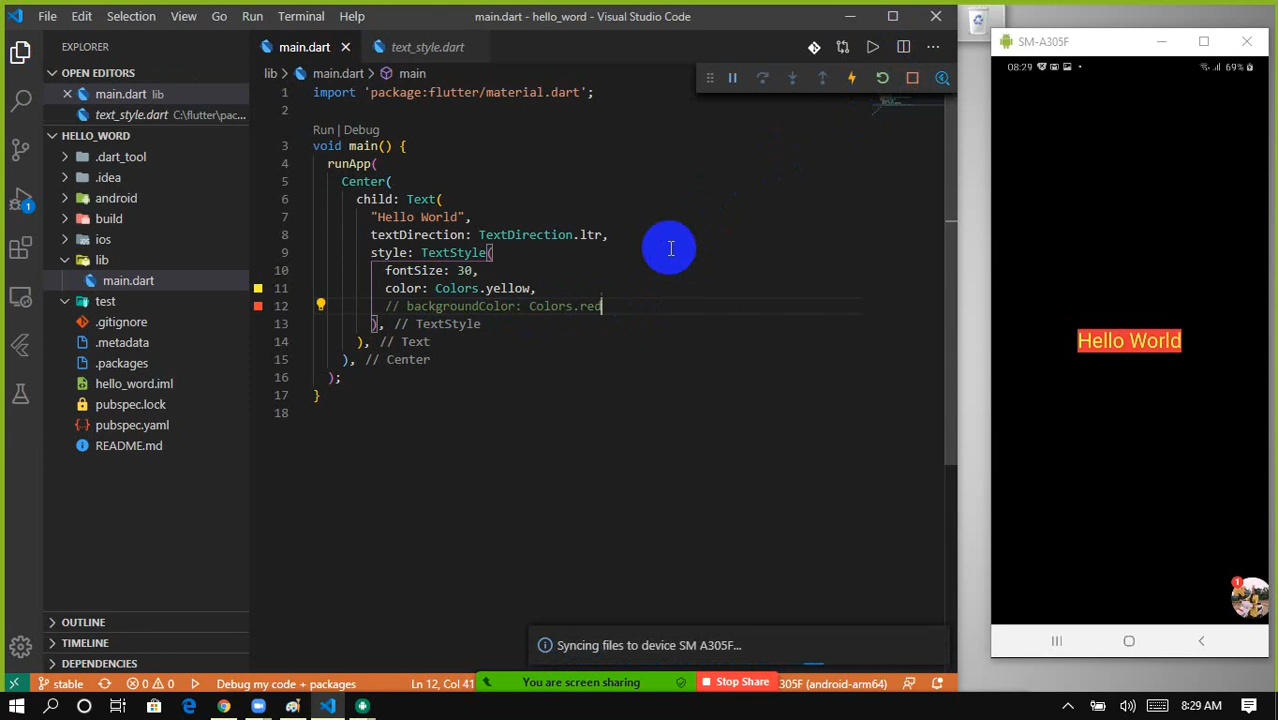 File Edit Selection View Go Run Terminal Help
main.dart - hello_word - Visual Studio Code
SM-A305F
EXPLORER
main.dart
text_style.dart
08:29
69%
OPEN EDITORS
main.dart lib
text_style.dart C:\flutter\pac...
HELLO_WORD
.dart_tool
.idea
android
build
ios
lib
main.dart
test
.gitignore
.metadata
.packages
hello_word.iml
pubspec.lock
pubspec.yaml
README.md
OUTLINE
TIMELINE
DEPENDENCIES
1
lib > main.dart > main
1 import 'package:flutter/material.dart';
2
Run | Debug
3 void main() {
4 runApp(
5 Center(
6 child: Text(
7 "Hello World",
8 textDirection: TextDirection.ltr,
9 style: TextStyle(
10 fontSize: 30,
11 color: Colors.yellow,
12 // backgroundColor: Colors.red
13 ), // TextStyle
14 ), // Text
15 ), // Center
16 );
17 }
18
Hello World
1
Syncing files to device SM A305F...
stable
0 0
Debug my code + packages
Ln 12, Col 41
You are screen sharing
Stop Share
305F (android-arm64)
8:29 AM